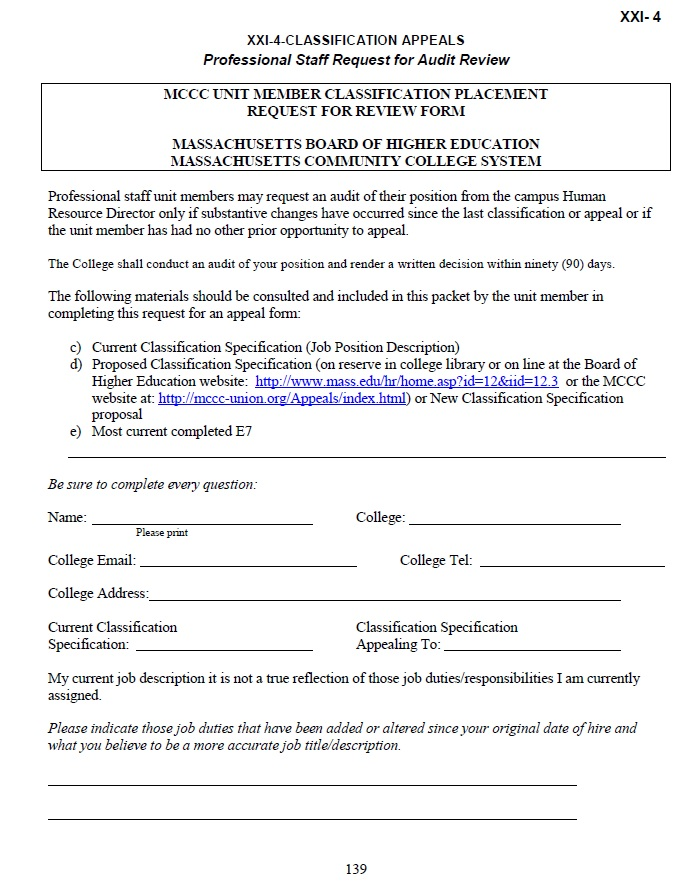 XXI- 4
XXI-4-CLASSIFICATION APPEALS
Professional Staff Request for Audit Review
MCCC UNIT MEMBER CLASSIFICATION PLACEMENT
REQUEST FOR REVIEW FORM
MASSACHUSETTS BOARD OF HIGHER EDUCATION
MASSACHUSETTS COMMUNITY COLLEGE SYSTEM
Professional staff unit members may request an audit of their position from the campus Human
Resource Director only if substantive changes have occurred since the last classification or appeal or if
the unit member has had no other prior opportunity to appeal.
The College shall conduct an audit of your position and render a written decision within ninety (90) days.
The following materials should be consulted and included in this packet by the unit member in
completing this request for an appeal form:
c) Current Classification Specification (Job Position Description)
d) Proposed Classification Specification (on reserve in college library or on line at the Board of
Higher Education website: http://www.mass.edu/hr/home.asp?id=12&iid=12.3 or the MCCC
website at: http://mccc-union.org/Appeals/index.html) or New Classification Specification
proposal
e) Most current completed E7
Be sure to complete every question:
Name: College:
Please print
College Email: College Tel:
College Address:
Current Classification Classification Specification
Specification: Appealing To:
My current job description it is not a true reflection of those job duties/responsibilities I am currently
assigned.
Please indicate those job duties that have been added or altered since your original date of hire and
what you believe to be a more accurate job title/description.
139